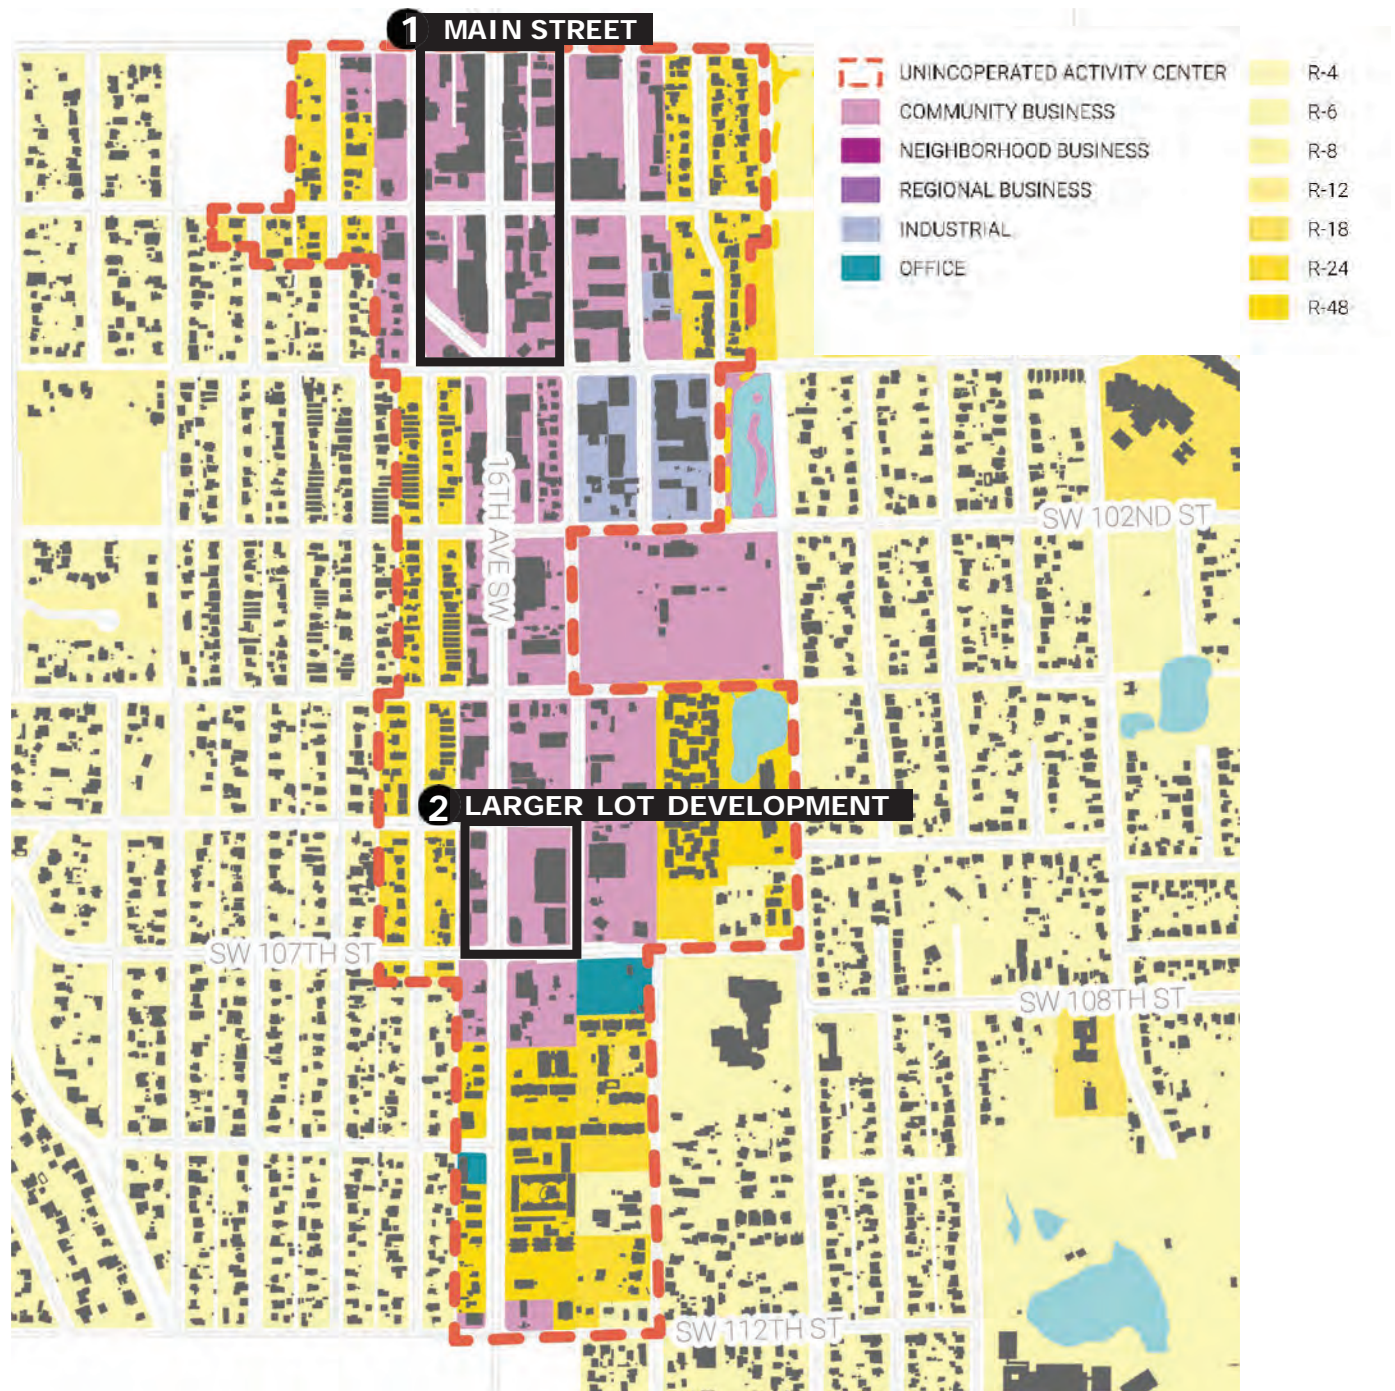 1 MAIN STREET
UNINCOPERATED ACTIVITY CENTER
COMMUNITY BUSINESS
NEIGHBORHOOD BUSINESS
REGIONAL BUSINESS
INDUSTRIAL
OFFICE
R-4
R-6
R-8
R-12
R-18
R-24
R-48
16TH AVE SW
SW 102ND ST
2 LARGER LOT DEVELOPMENT
SW 107TH ST
SW 108TH ST
SW 112TH ST